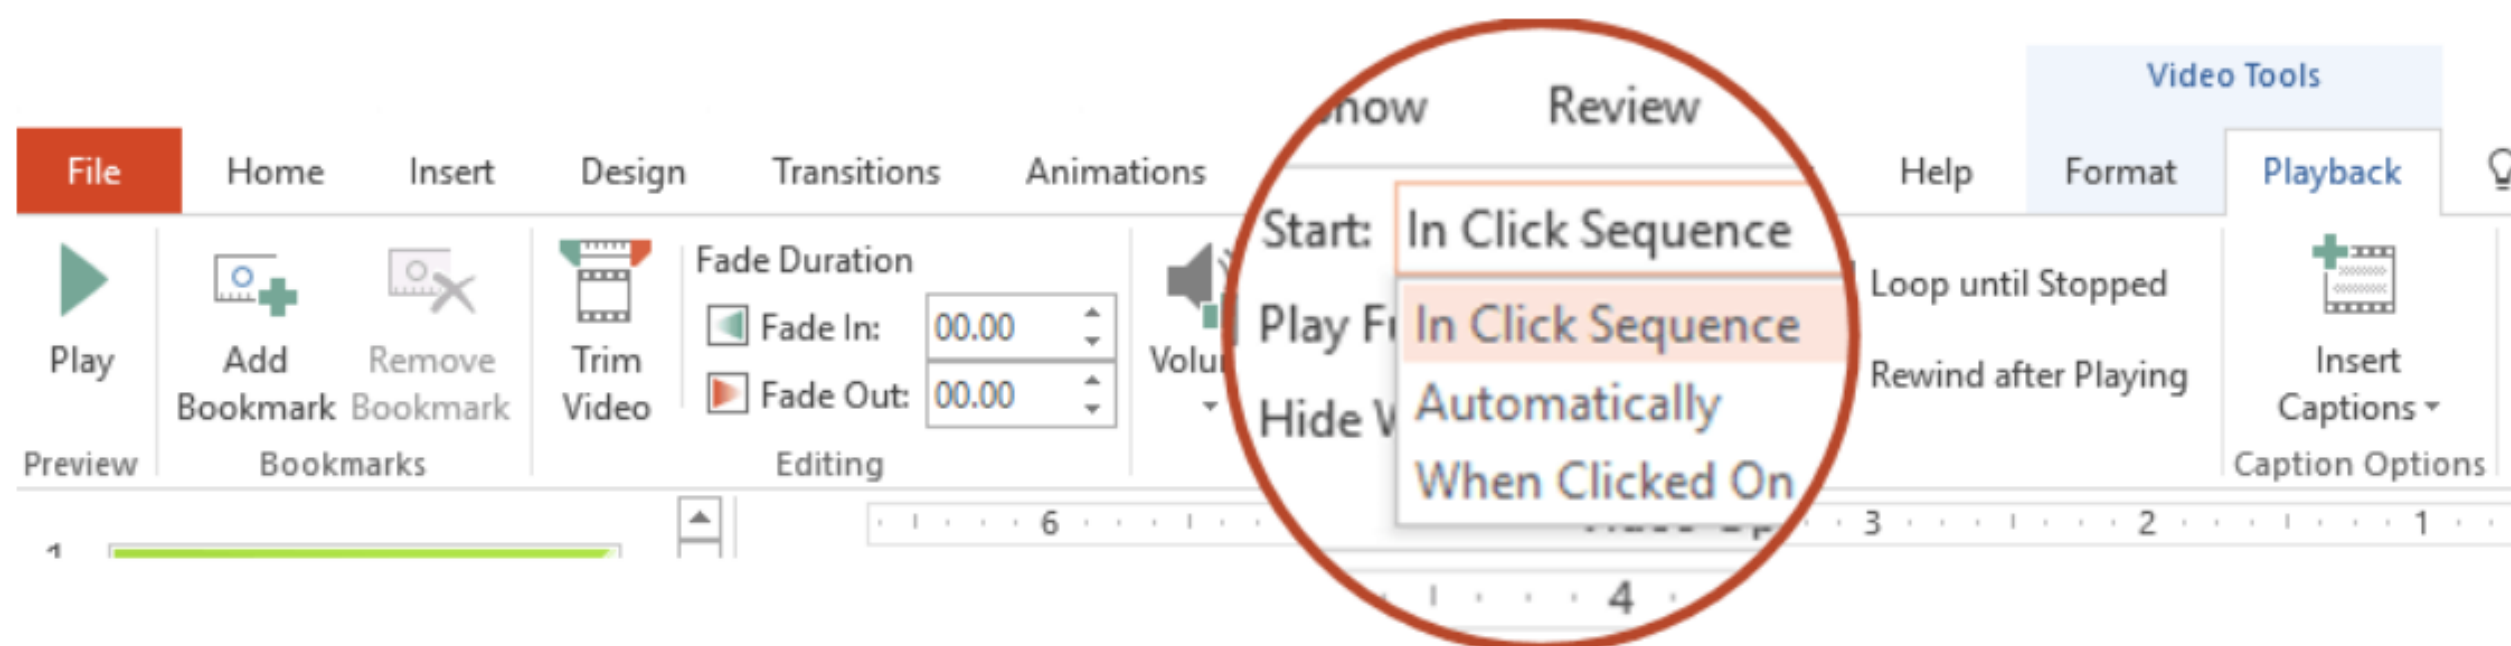 Video Tools
File Home Insert Design Transitions Animations Review Help Format Playback
Start: In Click Sequence
Fade Duration
Loop until Stopped
Fade In: 00.00
Play In Click Sequence
Play Add Remove Trim
Rewind after Playing
Insert
Bookmark Bookmark Video
Fade Out: 00.00
Hide Automatically
Captions
When Clicked On
Preview Bookmarks Editing Caption Options
1 6 3 2 1
4